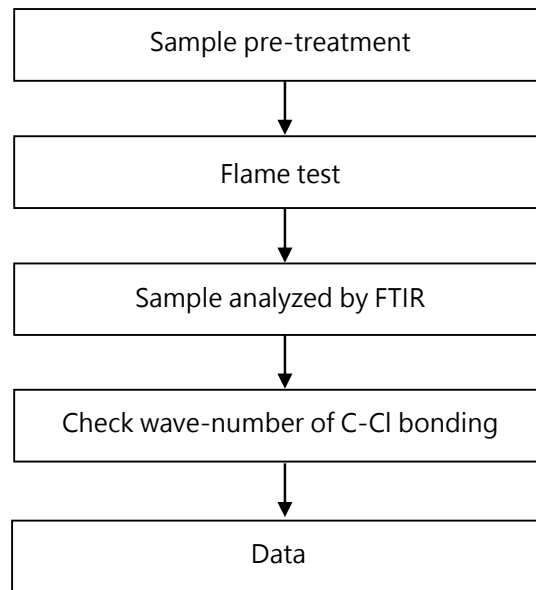 Sample pre-treatment
Flame test
Sample analyzed by FTIR
Check wave-number of C-Cl bonding
Data